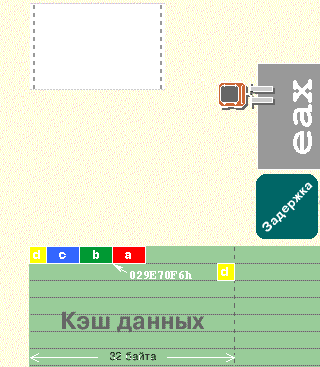 eax
Задержка
d c b a
029E70F6h
d
Кэш данных
32 байта